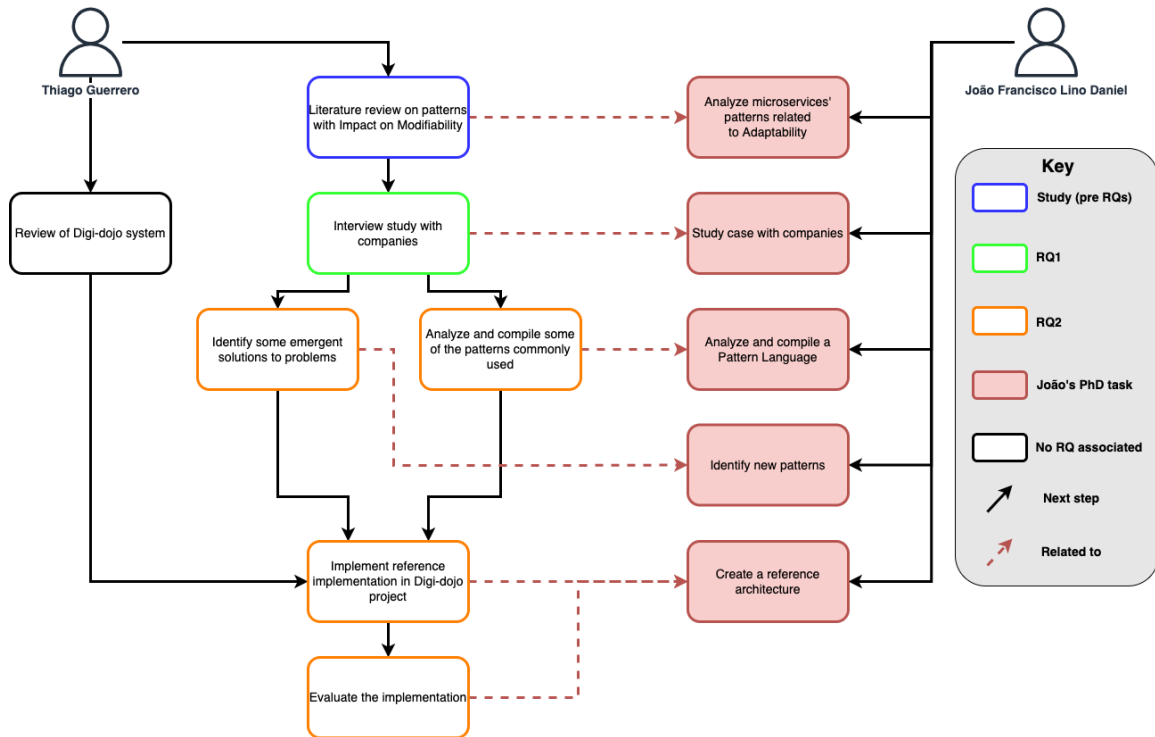 Thiago Guerrero
João Francisco Lino Daniel
Literature review on patterns
with Impact on Modifiability
Analyze microservices'
patterns related
to Adaptability
Key
Study (pre RQs)
Review of Digi-dojo system
Interview study with
companies
Study case with companies
RQ1
Identify some emergent
solutions to problems
Analyze and compile some
of the patterns commonly
used
Analyze and compile a
Pattern Language
RQ2
João's PhD task
Identify new patterns
No RQ associated
Next step
Implement reference
implementation in Digi-dojo
project
Create a reference
architecture
Related to
Evaluate the implementation